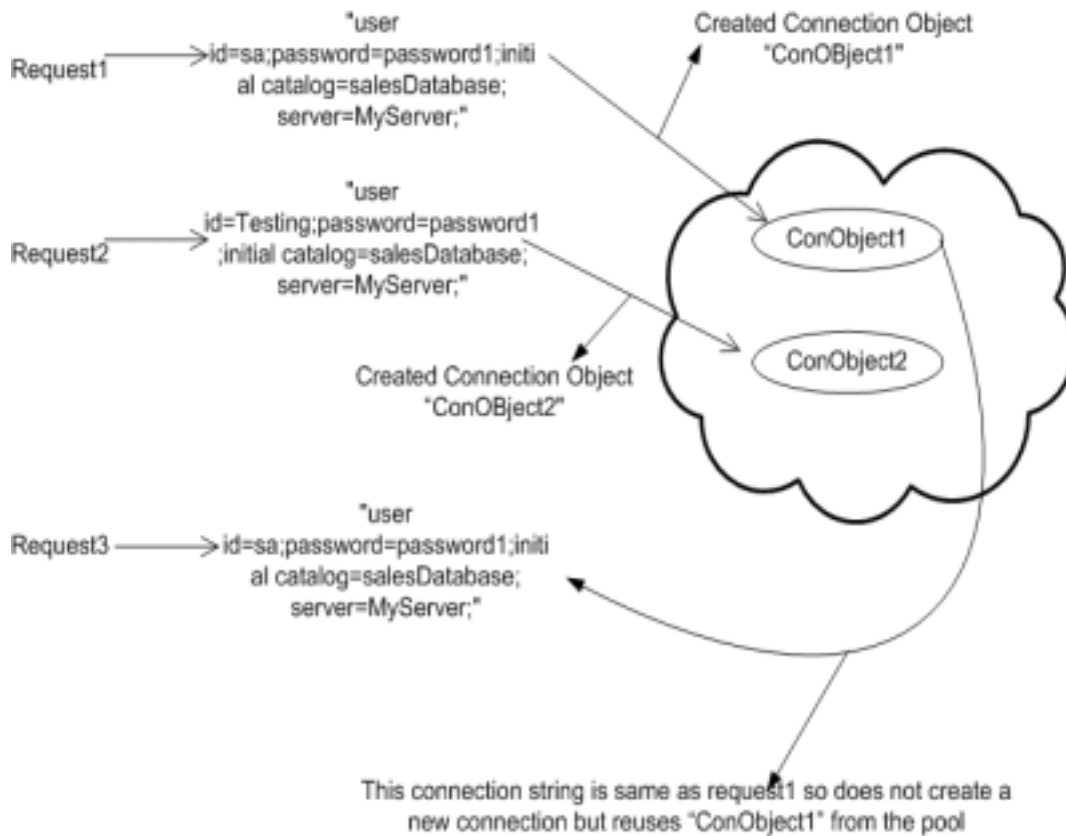 "user
Request1
id=sa;password=password1;initi
al catalog=salesDatabase;
server=MyServer;"
Created Connection Object
“ConOBject1”
"user
Request2
id=Testing;password=password1
;initial catalog=salesDatabase;
server=MyServer;"
ConObject1
ConObject2
Created Connection Object
“ConOBject2”
"user
Request3
id=sa;password=password1;initi
al catalog=salesDatabase;
server=MyServer;"
This connection string is same as request1 so does not create a
new connection but reuses “ConObject1” from the pool